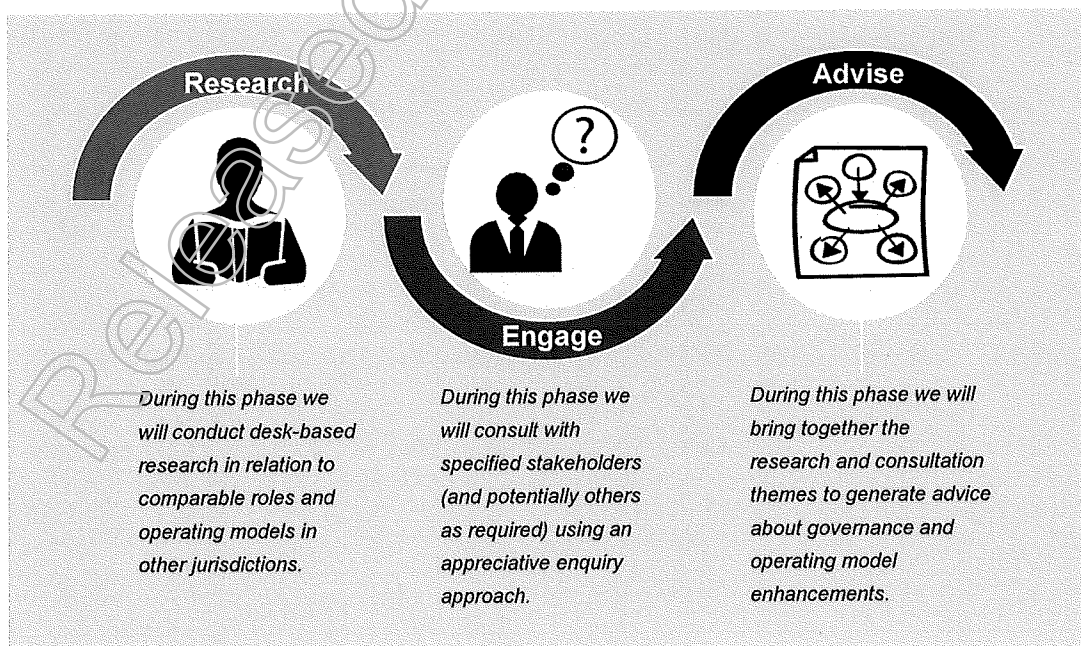 Research
During this phase we
will conduct desk-based
research in relation to
comparable roles and
operating models in
other jurisdictions.
?
Engage
During this phase we
will consult with
specified stakeholders
(and potentially others
as required) using an
appreciative enquiry
approach.
Advise
During this phase we will
bring together the
research and consultation
themes to generate advice
about governance and
operating model
enhancements.
Released